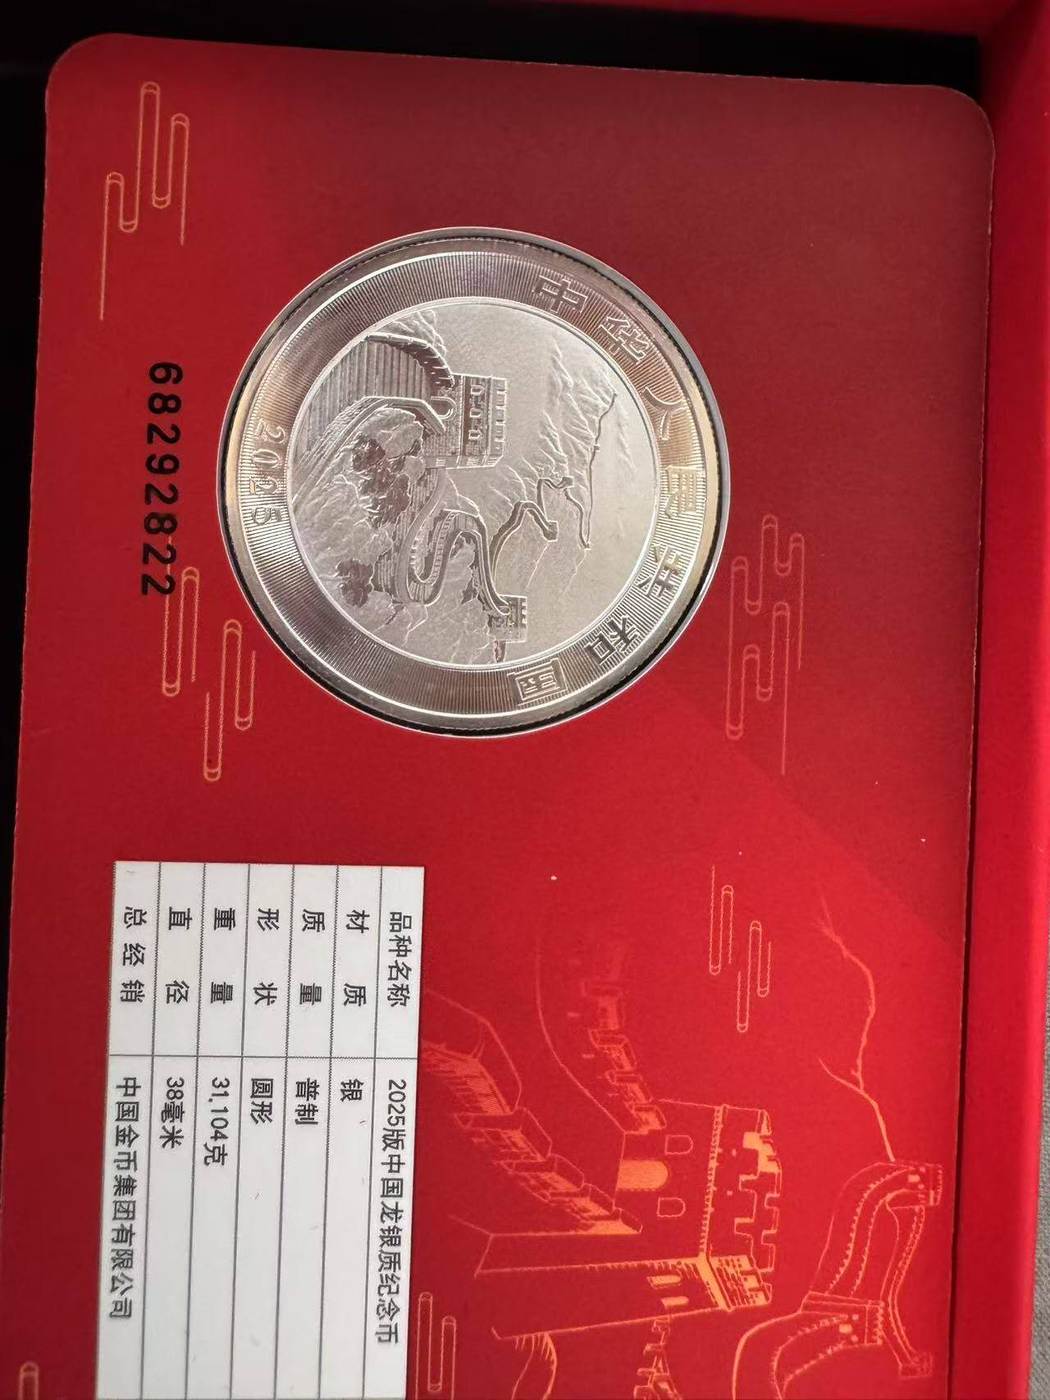 中华人民共和国
2025
68292822
品种名称 2025版中国龙银质纪念币
材质 银
质量 普制
形状 圆形
重量 31.104克
直径 38毫米
总经销 中国金币集团有限公司